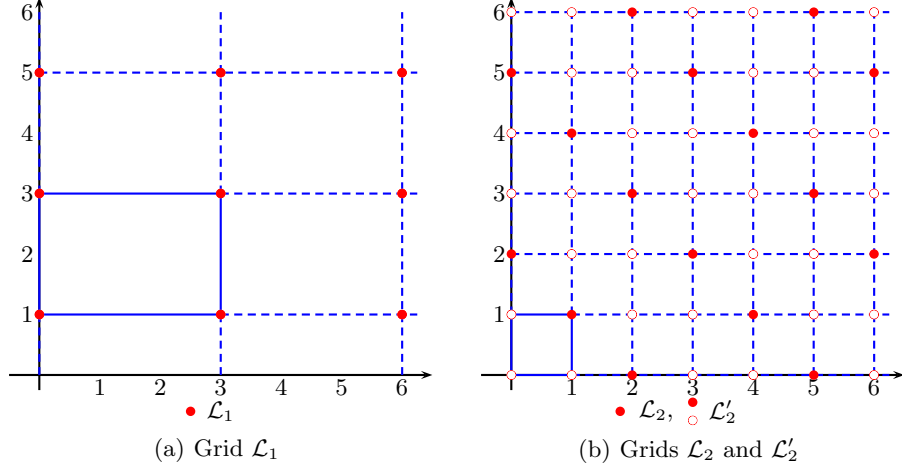 6 6
5 5
4 4
3 3
2 2
1 1
1 2 3 4 5 6 1 2 3 4 5 6
ℒ₁ ℒ₂, ℒ′₂
(a) Grid ℒ₁ (b) Grids ℒ₂ and ℒ′₂